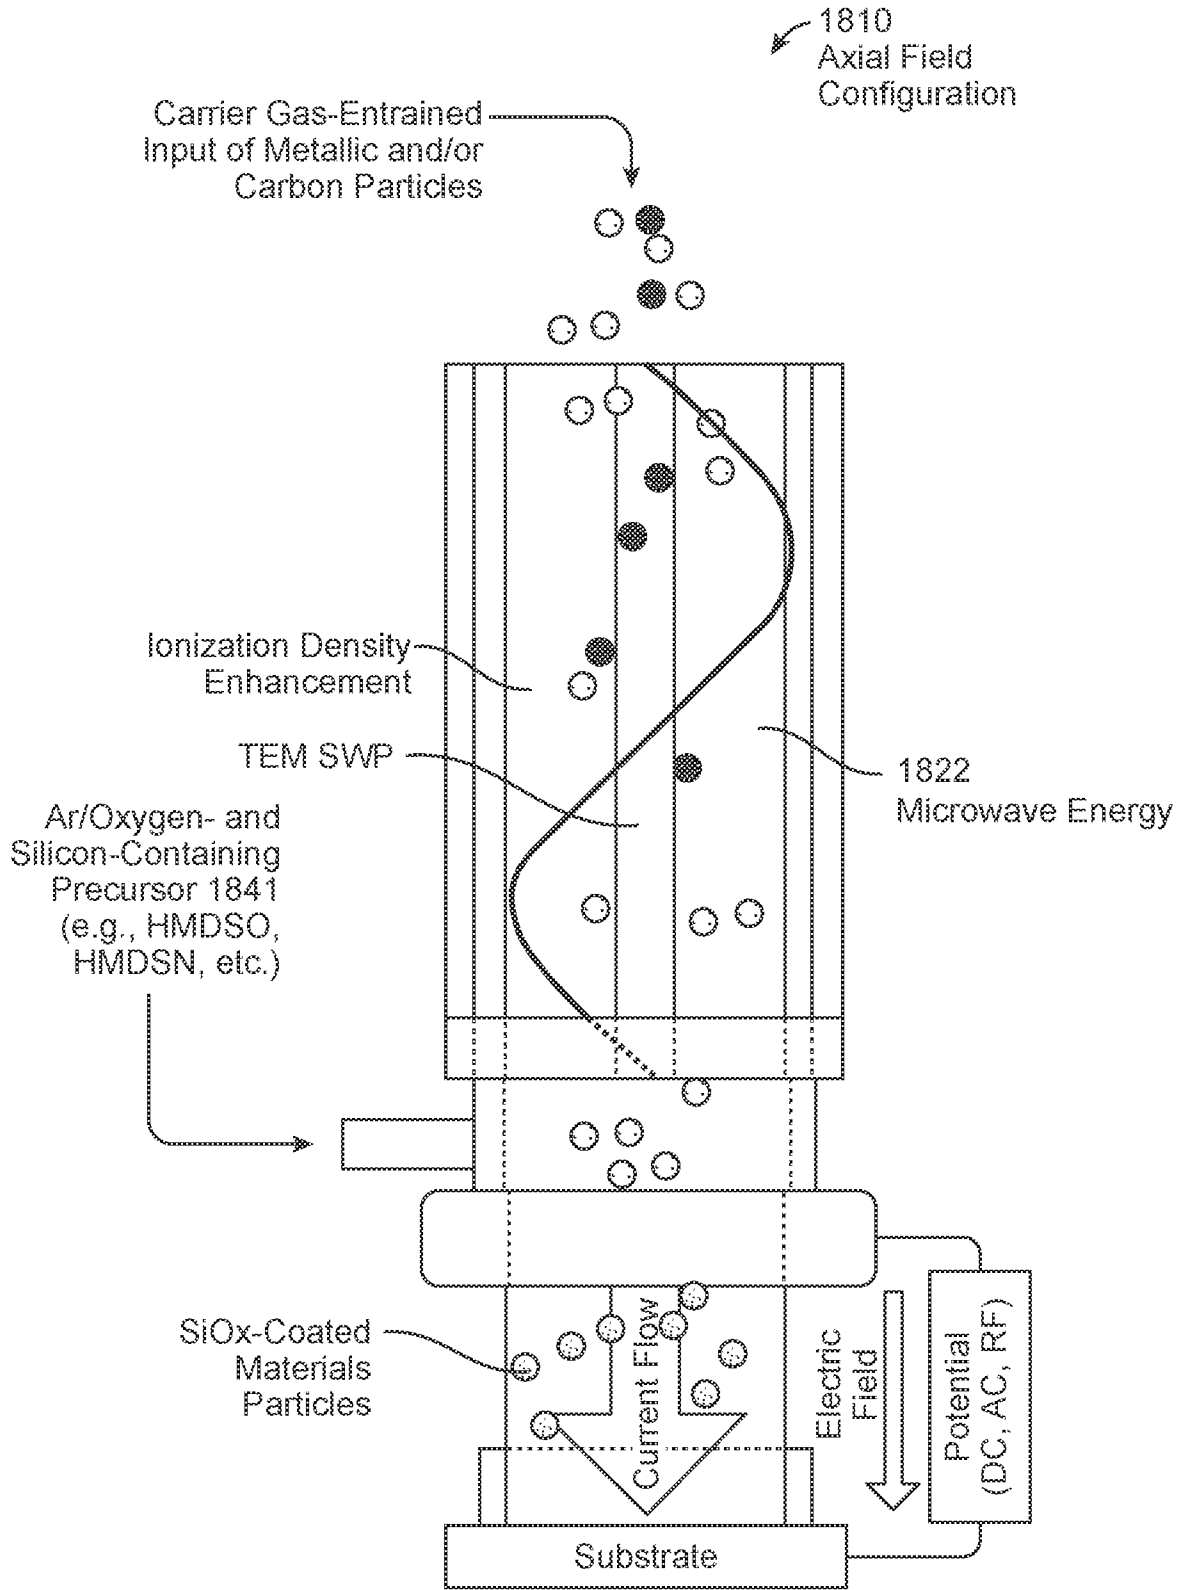 1810
Axial Field
Configuration
Carrier Gas-Entrained
Input of Metallic and/or
Carbon Particles
Ionization Density
Enhancement
TEM SWP
1822
Microwave Energy
Ar/Oxygen- and
Silicon-Containing
Precursor 1841
(e.g., HMDSO,
HMDSN, etc.)
SiOx-Coated
Materials
Particles
Current Flow
Electric
Field
Potential
(DC, AC, RF)
Substrate